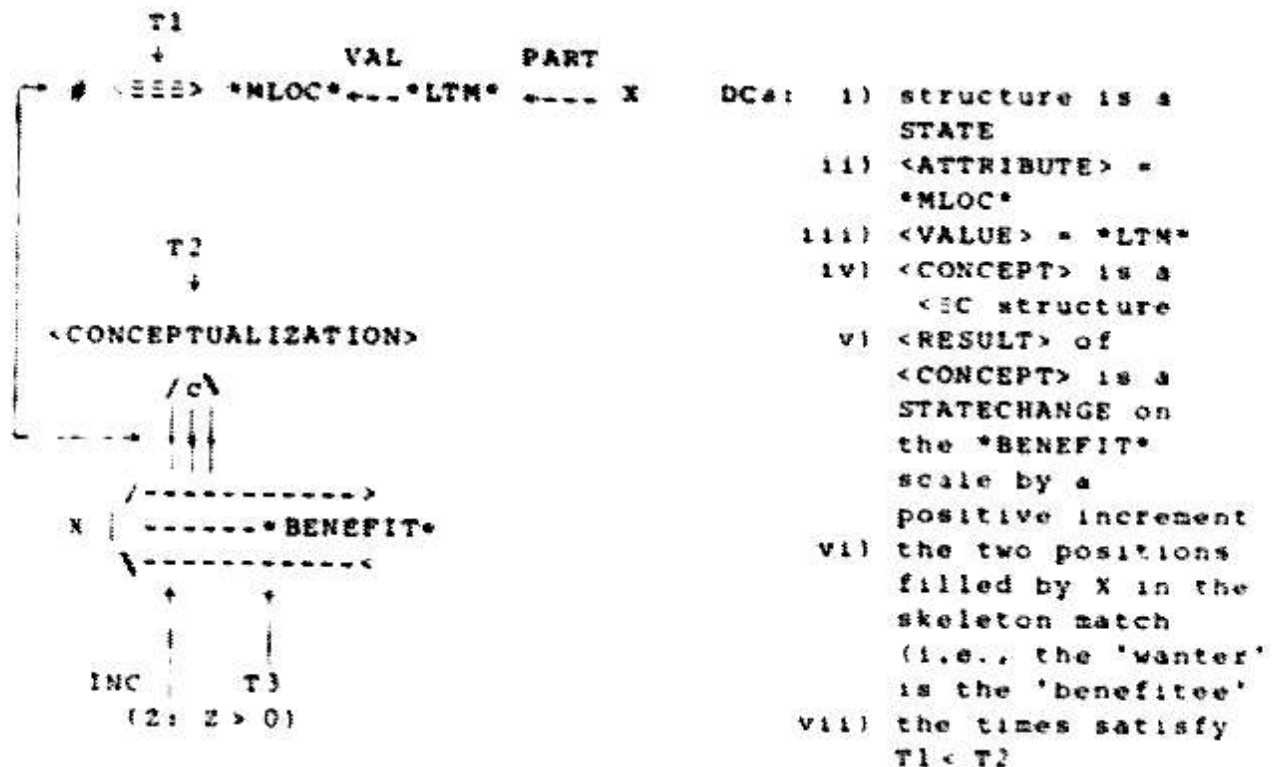 T1
VAL PART
# <≡≡≡> *MLOC*<---*LTM* <---- X
T2
<CONCEPTUALIZATION>
/c\
/----------->
X | ------*BENEFIT*
\-----------<
INC T3
(Z: Z > 0)
DCs: i) structure is a
STATE
ii) <ATTRIBUTE> =
*MLOC*
iii) <VALUE> = *LTM*
iv) <CONCEPT> is a
<≡C structure
v) <RESULT> of
<CONCEPT> is a
STATECHANGE on
the *BENEFIT*
scale by a
positive increment
vi) the two positions
filled by X in the
skeleton match
(i.e., the 'wanter'
is the 'benefitee'
vii) the times satisfy
T1 < T2